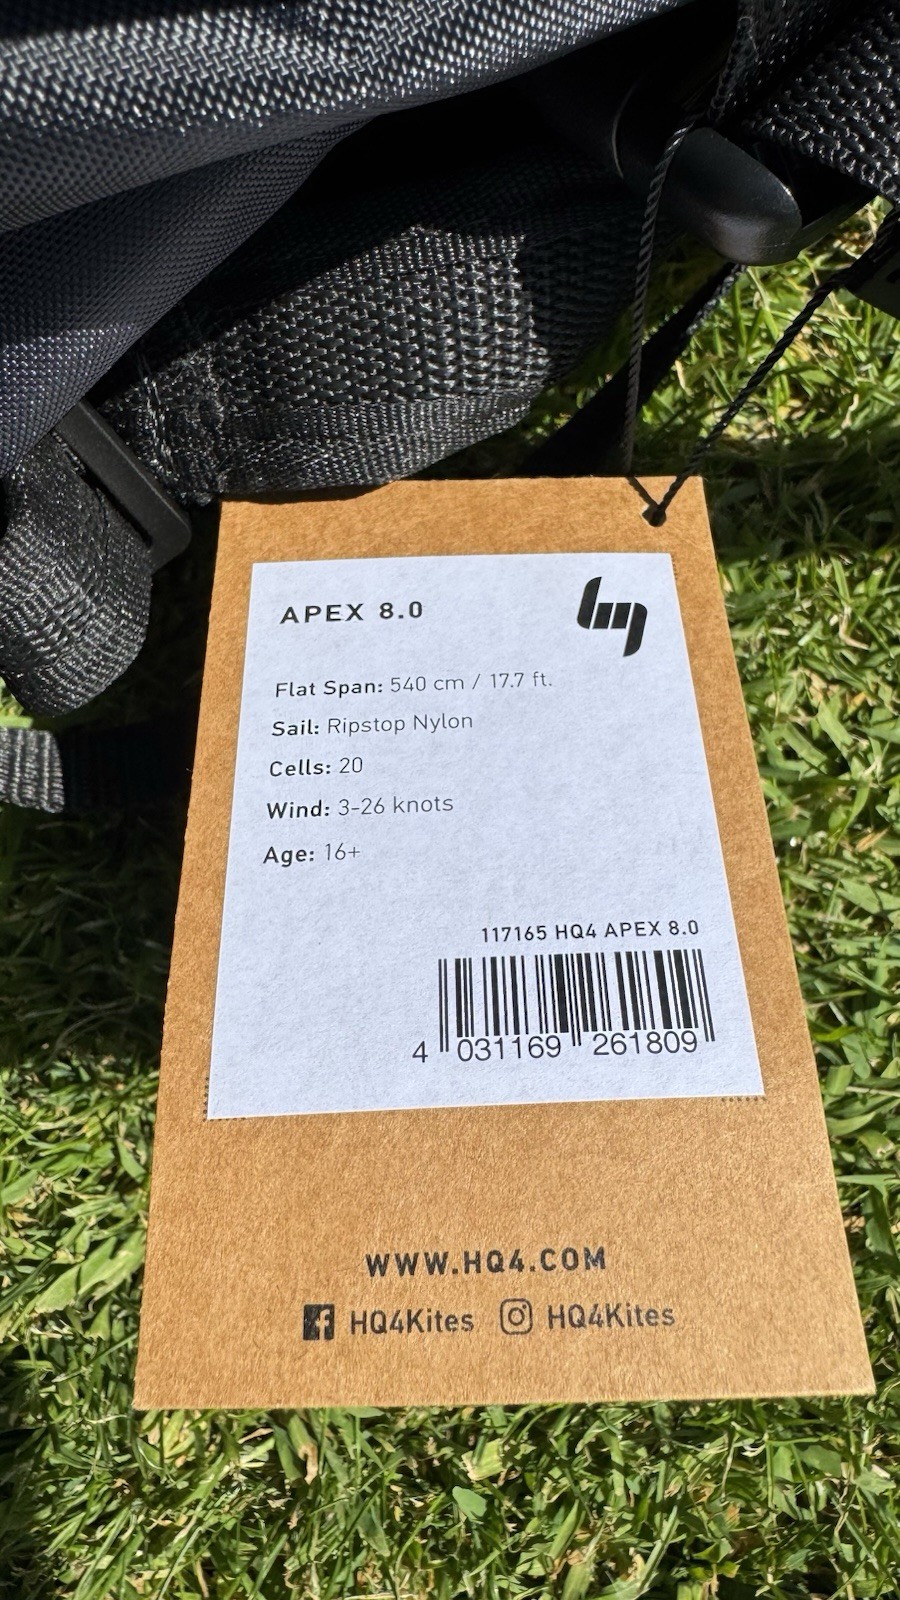 APEX 8.0
Flat Span: 540 cm / 17.7 ft.
Sail: Ripstop Nylon
Cells: 20
Wind: 3-26 knots
Age: 16+
117165 HQ4 APEX 8.0
4 031169 261809
WWW.HQ4.COM
HQ4Kites HQ4Kites